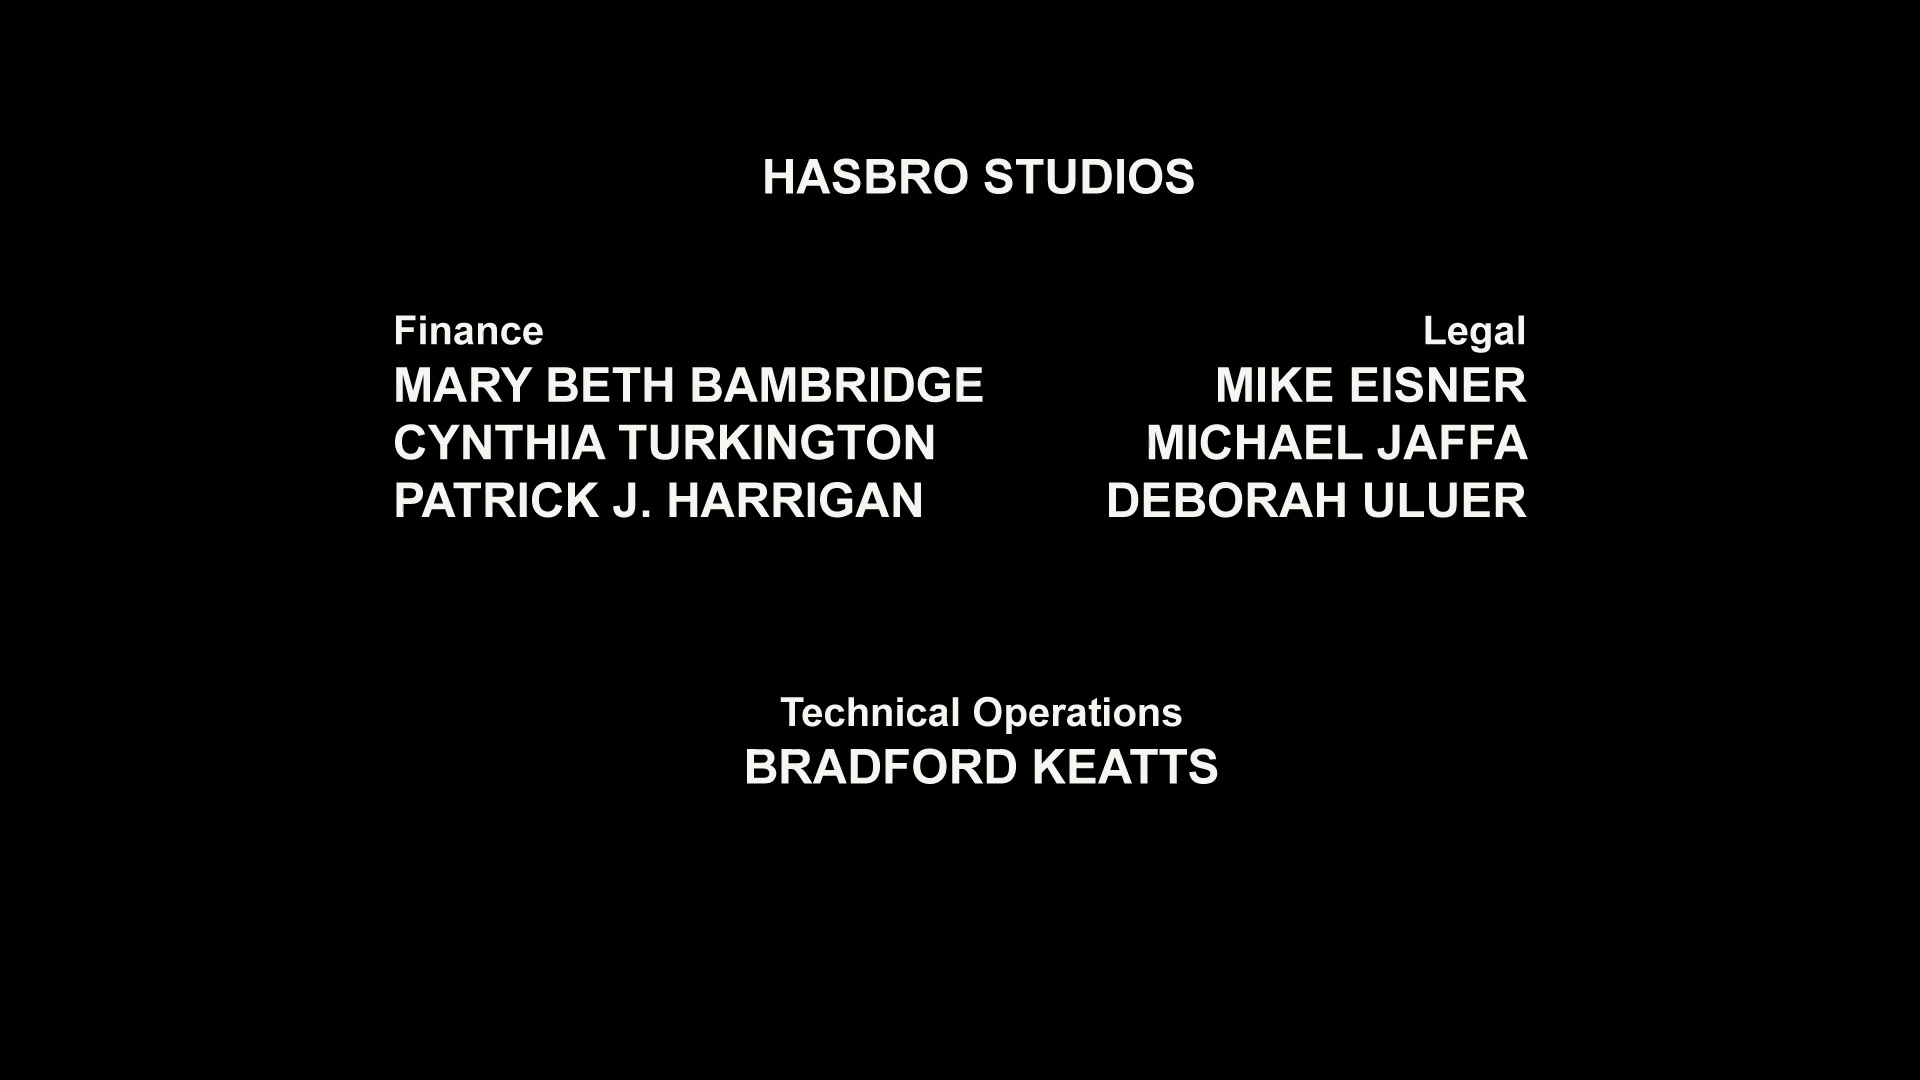 HASBRO STUDIOS
Finance
MARY BETH BAMBRIDGE
CYNTHIA TURKINGTON
PATRICK J. HARRIGAN
Legal
MIKE EISNER
MICHAEL JAFFA
DEBORAH ULUER
Technical Operations
BRADFORD KEATTS